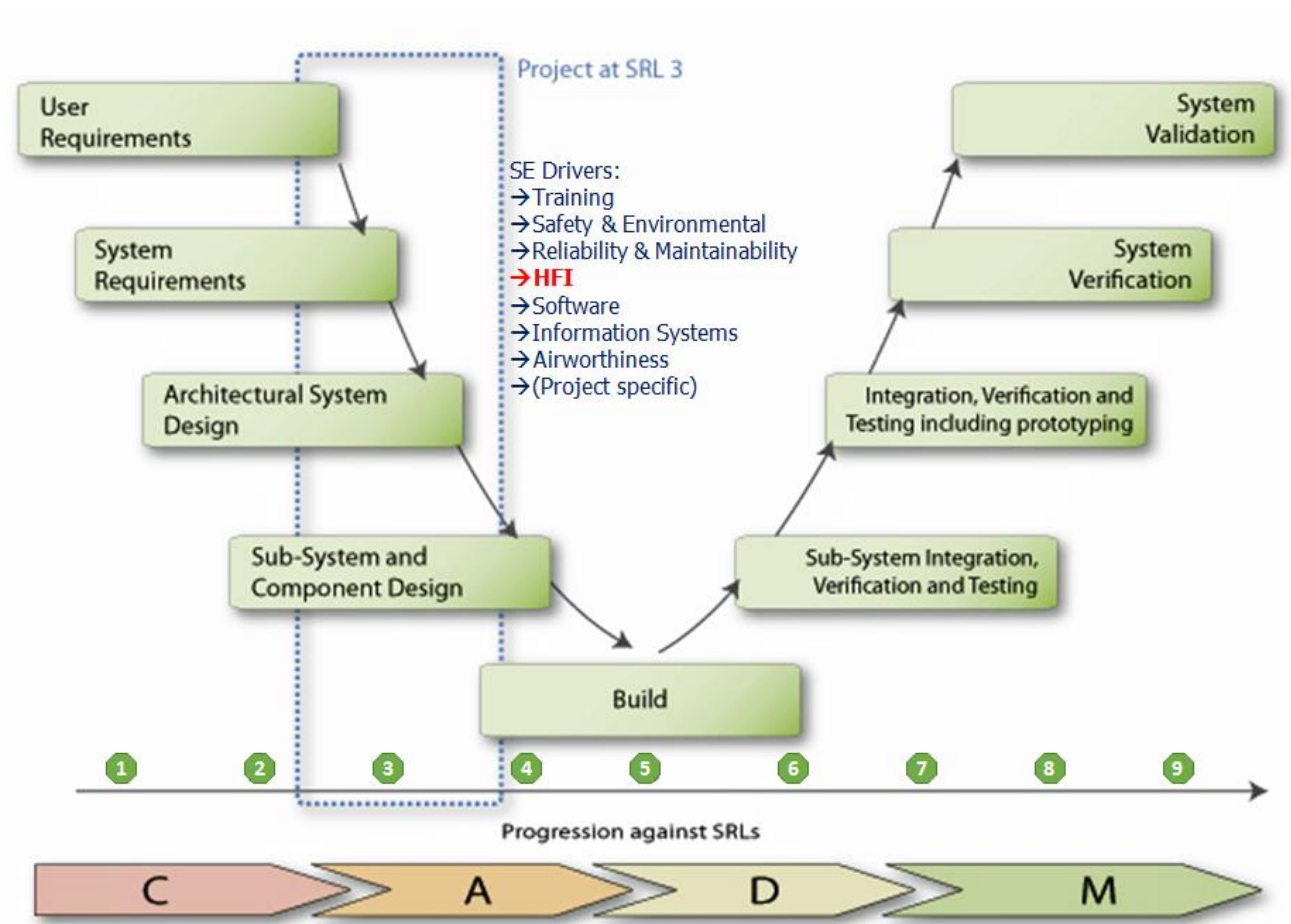 Project at SRL 3
User
Requirements
System
Requirements
Architectural System
Design
Sub-System and
Component Design
Build
SE Drivers:
→Training
→Safety & Environmental
→Reliability & Maintainability
→HFI
→Software
→Information Systems
→Airworthiness
→(Project specific)
System
Validation
System
Verification
Integration, Verification and
Testing including prototyping
Sub-System Integration,
Verification and Testing
1 2 3 4 5 6 7 8 9
Progression against SRLs
C A D M